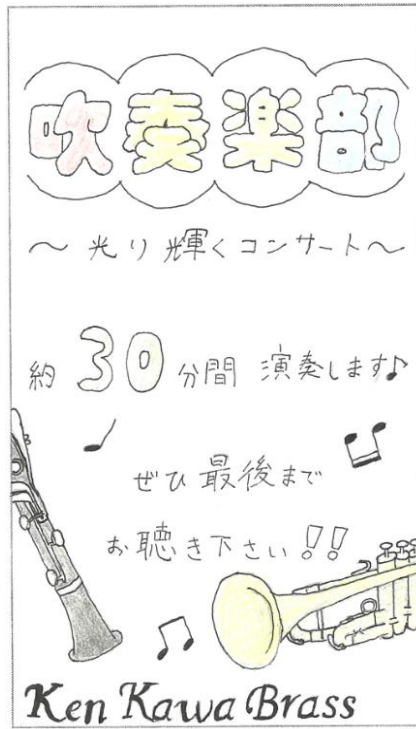 吹奏楽部
～光り輝くコンサート～
約30分間 演奏します♪
ぜひ最後まで
お聴き下さい!!
Ken Kawa Brass